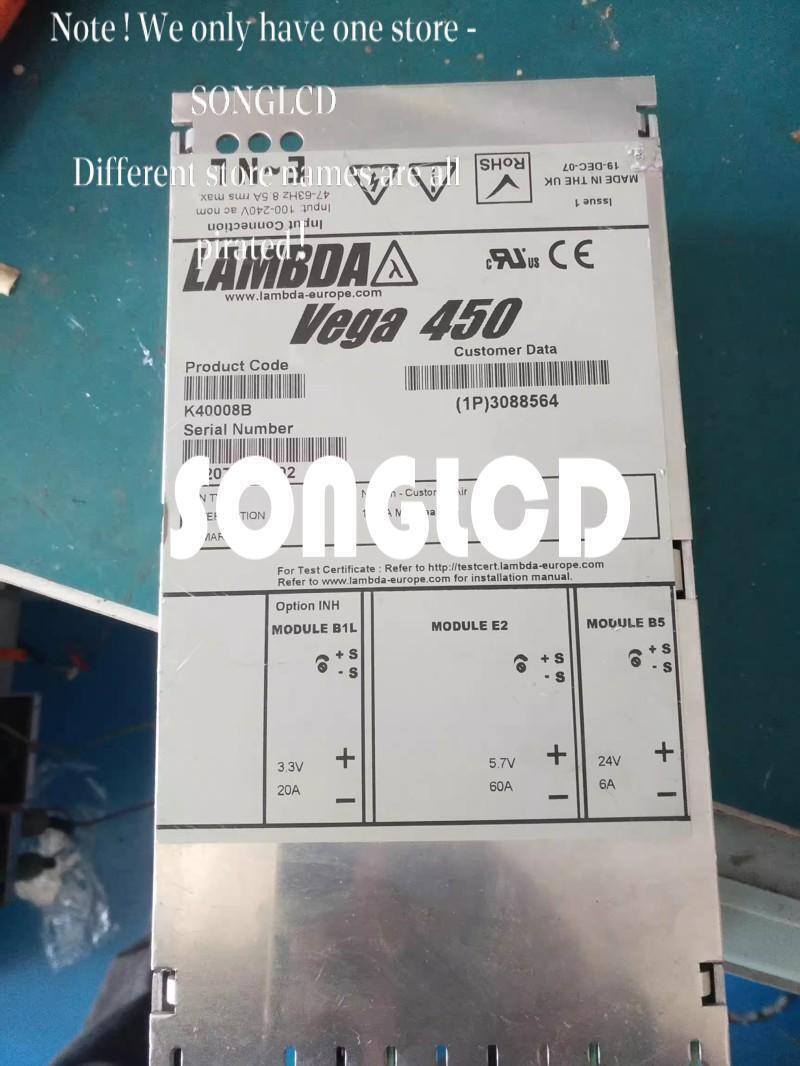 Note ! We only have one store -
SONGLCD
Different store names are all
pirated !
Issue 1
MADE IN THE UK
19-DEC-07
RoHS
Input Connection
Input: 100-240V ac nom
47-63Hz 8.5A rms max
LAMBDA λ
www.lambda-europe.com
c UR us CE
Vega 450
Product Code
Customer Data
K40008B
(1P)3088564
Serial Number
SONGLCD
For Test Certificate : Refer to http://testcert.lambda-europe.com
Refer to www.lambda-europe.com for installation manual.
Option INH
MODULE B1L
MODULE E2
MODULE B5
+ S
- S
+ S
- S
+ S
- S
3.3V
20A
+
−
5.7V
60A
+
−
24V
6A
+
−